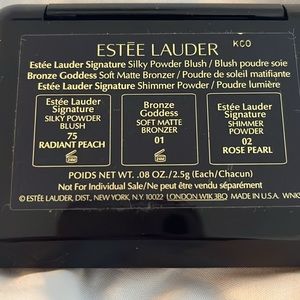 ESTĒE LAUDER
KCO
Estée Lauder Signature Silky Powder Blush / Blush poudre soie
Bronze Goddess Soft Matte Bronzer / Poudre de soleil matifiante
Estée Lauder Signature Shimmer Powder / Poudre lumière
Estée Lauder
Signature
SILKY POWDER
BLUSH
75
RADIANT PEACH
Bronze
Goddess
SOFT MATTE
BRONZER
01
Estée Lauder
Signature
SHIMMER
POWDER
02
ROSE PEARL
POIDS NET WT. .08 OZ./2.5g (Each/Chacun)
Not For Individual Sale/Ne peut être vendu séparément
© ESTÉE LAUDER, DIST., NEW YORK, N.Y. 10022 LONDON W1K 3BQ MADE IN U.S.A.